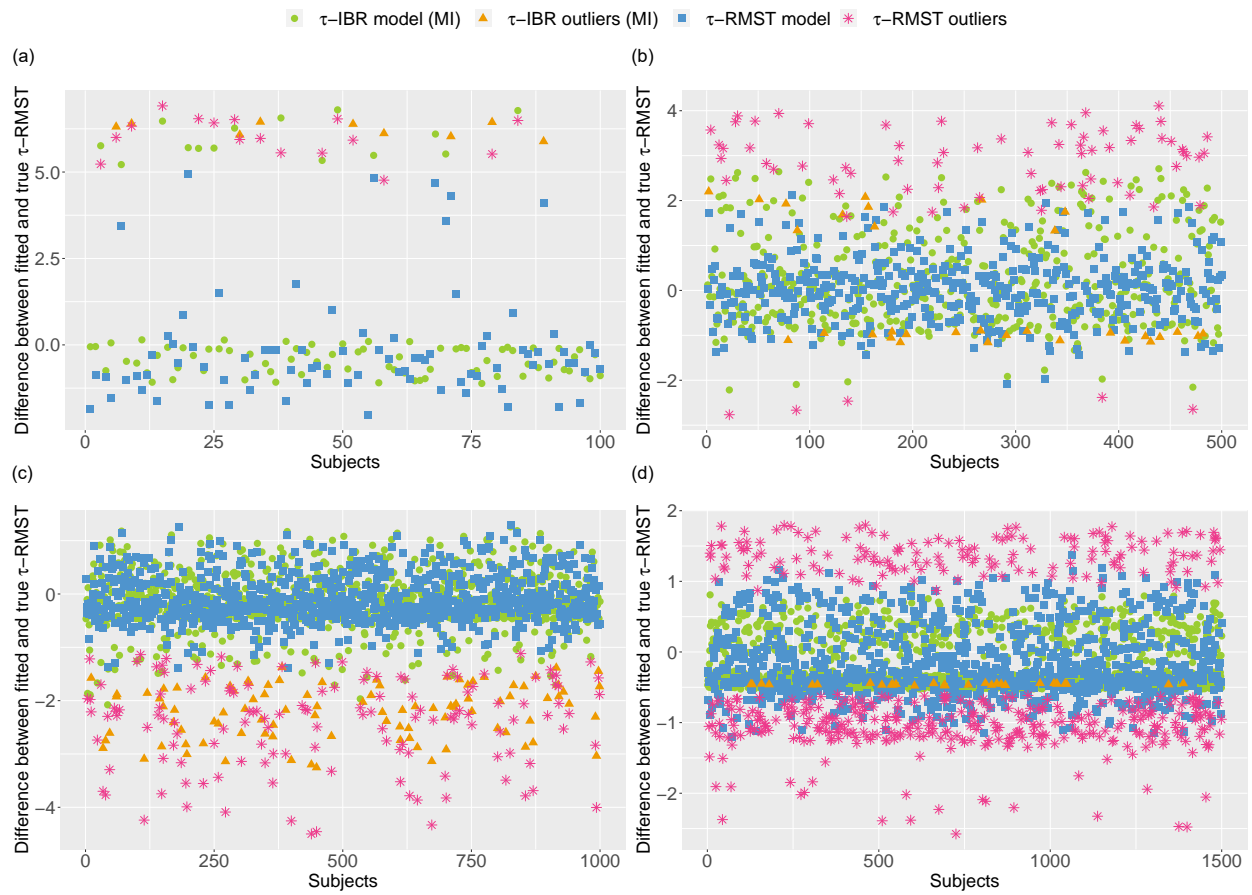 τ−IBR model (MI) τ−IBR outliers (MI) τ−RMST model τ−RMST outliers
(a)
Difference between fitted and true τ−RMST
5.0
2.5
0.0
0 25 50 75 100
Subjects
(b)
Difference between fitted and true τ−RMST
4
2
0
−2
0 100 200 300 400 500
Subjects
(c)
Difference between fitted and true τ−RMST
0
−2
−4
0 250 500 750 1000
Subjects
(d)
Difference between fitted and true τ−RMST
2
1
0
−1
−2
0 500 1000 1500
Subjects